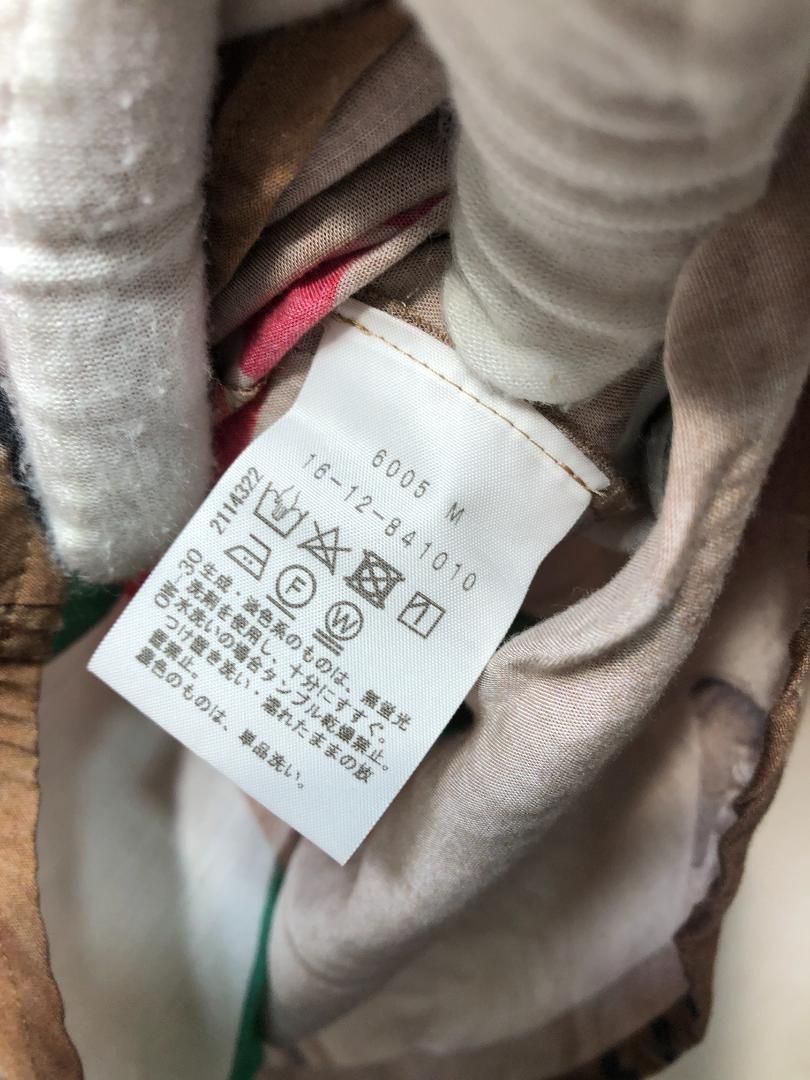 6005 M
16-12-841010
2114322
F
W
30 生成・淡色系のものは、無蛍光
洗剤を使用し、十分にすすぐ。
水洗いの場合タンブル乾燥禁止。
つけ置き洗い・濡れたままの放
置禁止。
濃色のものは、単品洗い。